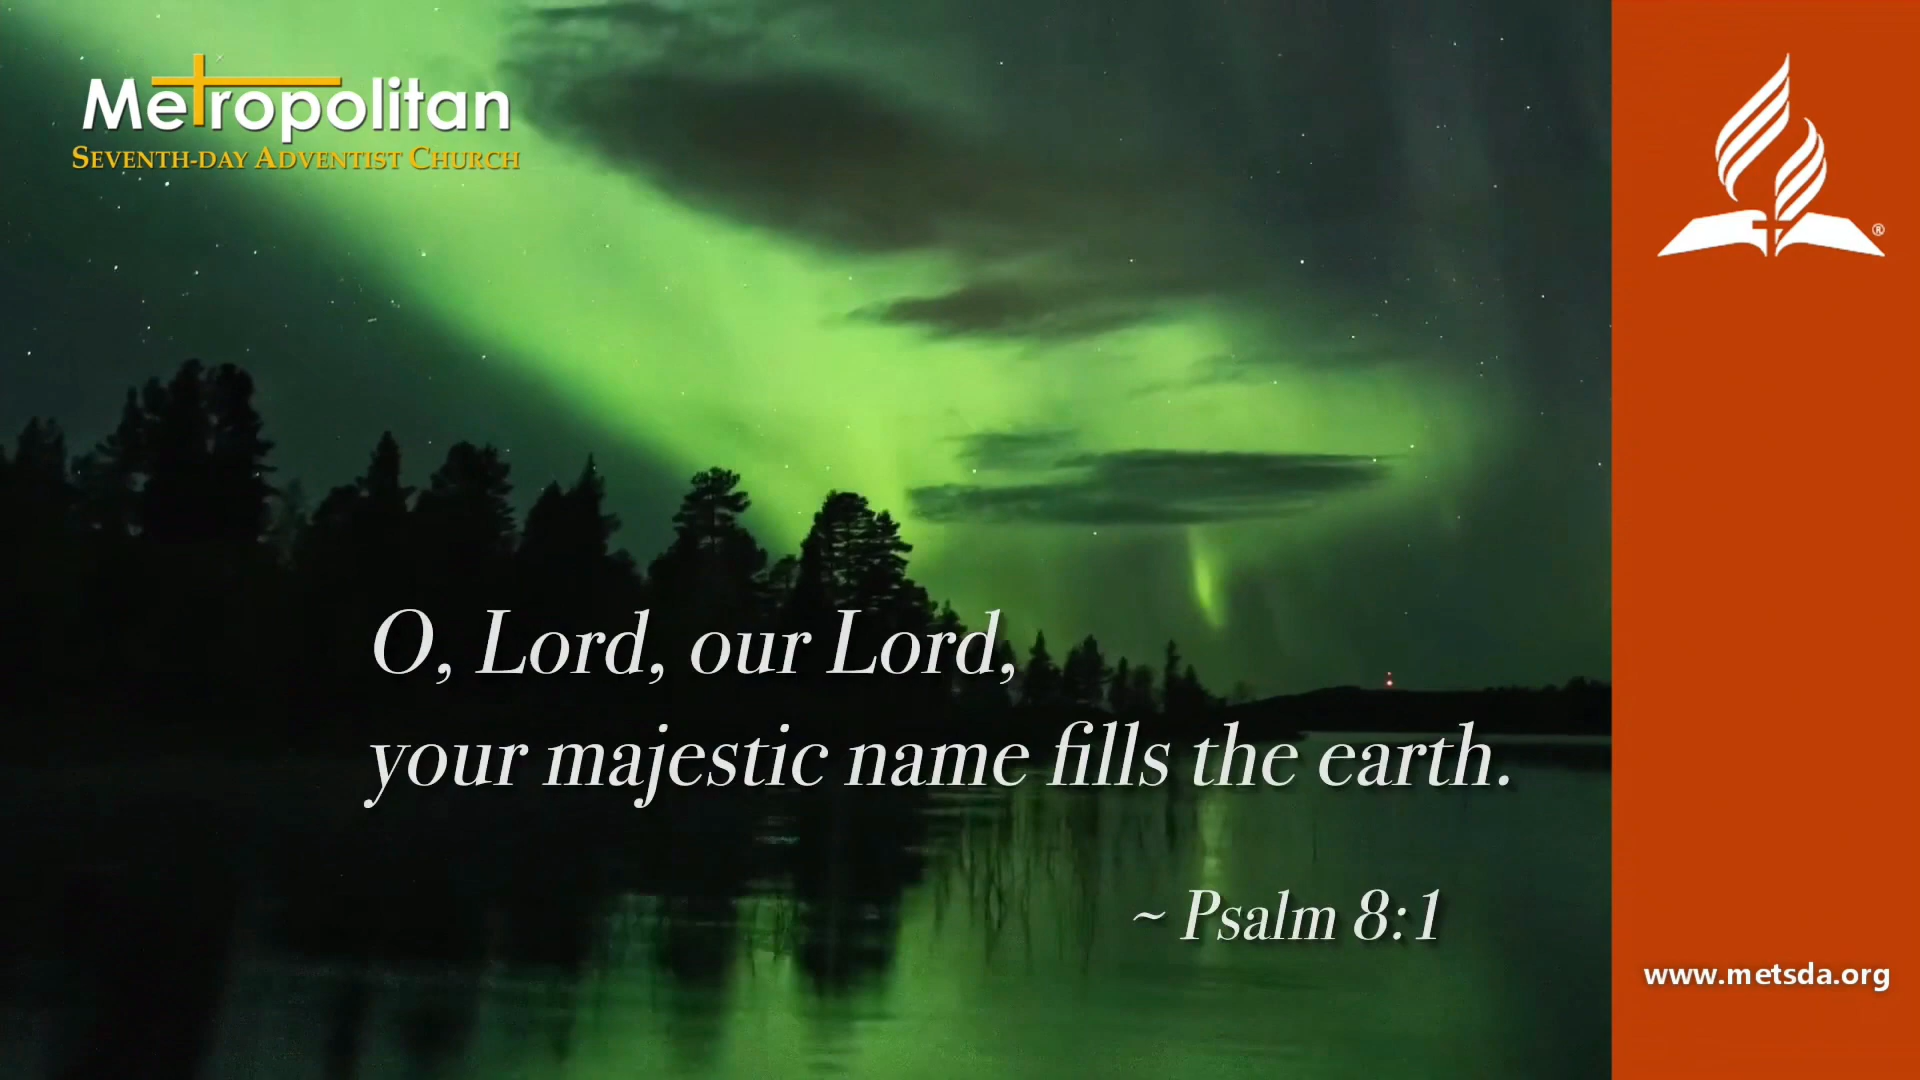 Metropolitan
SEVENTH-DAY ADVENTIST CHURCH
®
O, Lord, our Lord,
your majestic name fills the earth.
~ Psalm 8:1
www.metsda.org